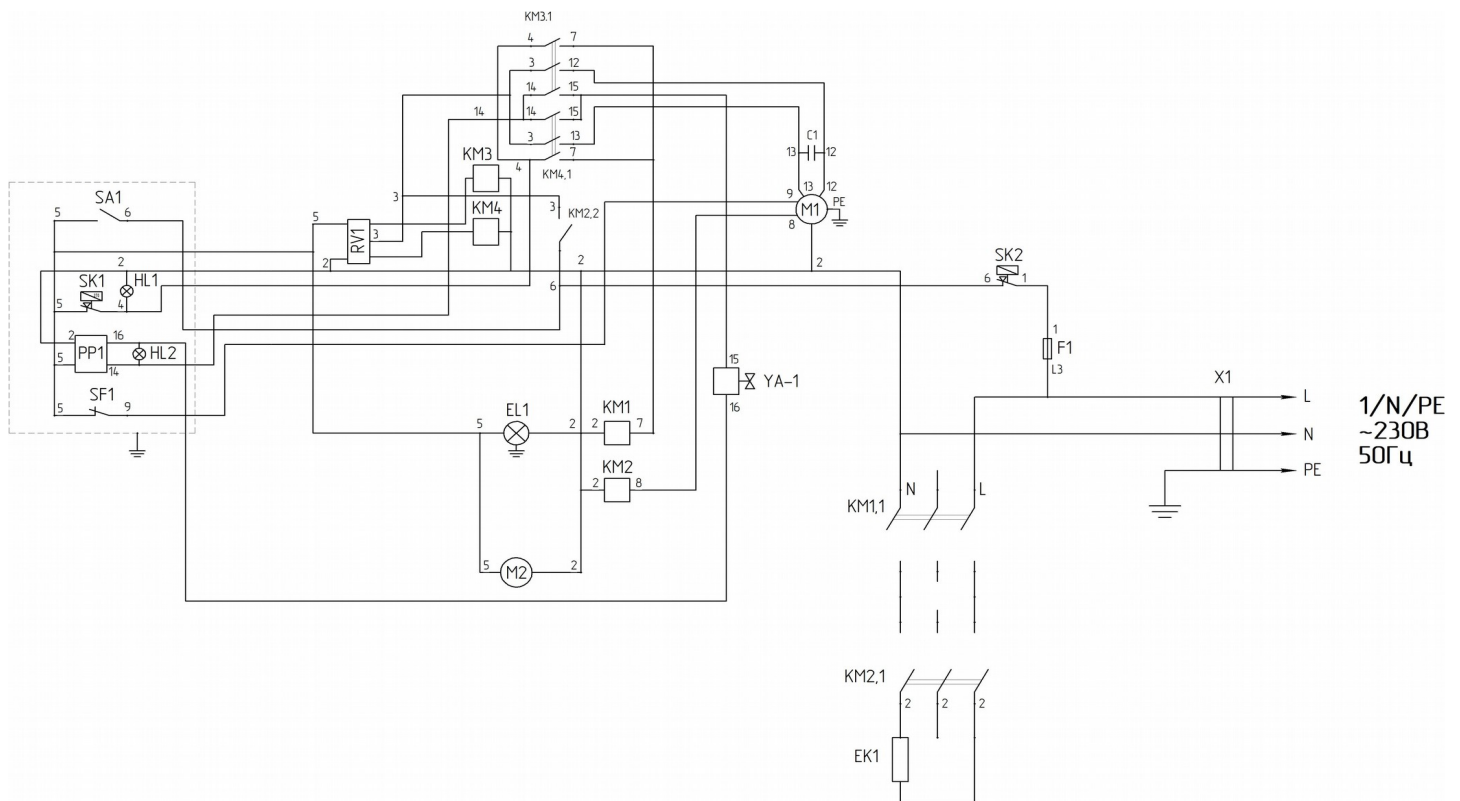 KM3.1
4 7
3 12
14 15
14 14 15
3 13
4 7
KM4,1
KM3
KM4
C1
13 12
9 13 12
M1 PE
8
SA1
5 6
5
RV1
3
2
3
3
KM2,2
2
2
2
6
SK2
6 1
SK1
HL1
5 4
2 16
PP1
HL2
5 14
SF1
5 9
1
F1
L3
15
YA-1
16
X1
L
N
PE
1/N/PE
~230В
50Гц
EL1
5 2
KM1
2 7
KM2
2 8
5 M2 2
N L
KM1,1
KM2,1
2 2 2
EK1